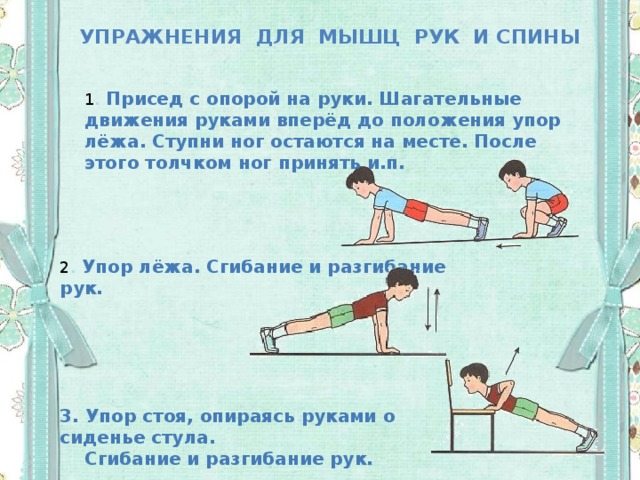 УПРАЖНЕНИЯ ДЛЯ МЫШЦ РУК И СПИНЫ
1. Присед с опорой на руки. Шагательные
движения руками вперёд до положения упор
лёжа. Ступни ног остаются на месте. После
этого толчком ног принять и.п.
2. Упор лёжа. Сгибание и разгибание
рук.
3. Упор стоя, опираясь руками о
сиденье стула.
Сгибание и разгибание рук.